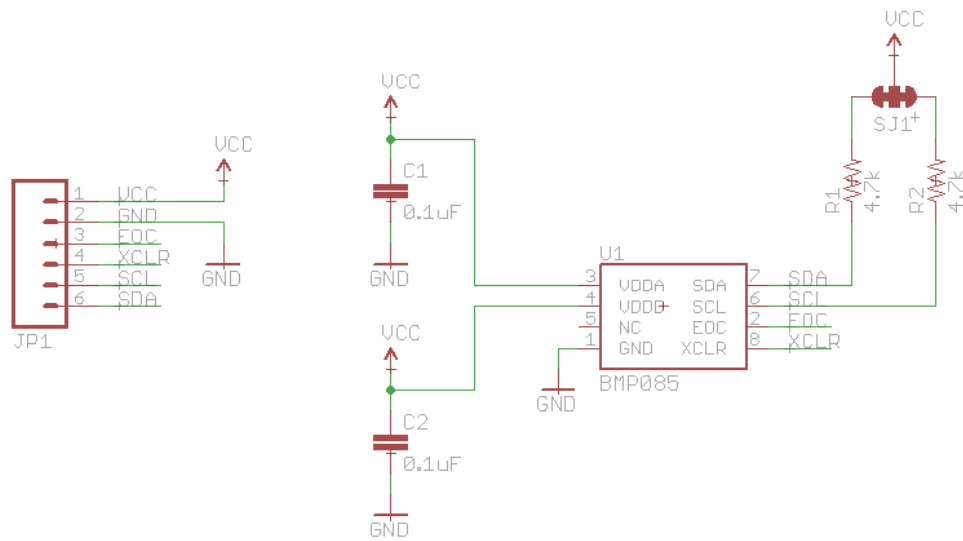 VCC
SJ1
R1
4.7k
R2
4.7k
VCC
C1
0.1uF
GND
VCC
1 VCC
2 GND
3 EOC
4 XCLR
5 SCL
6 SDA
GND
JP1
U1
3 VDDA SDA 7 SDA
4 VDDD SCL 6 SCL
5 NC EOC 2 EOC
1 GND XCLR 8 XCLR
BMP085
GND
VCC
C2
0.1uF
GND